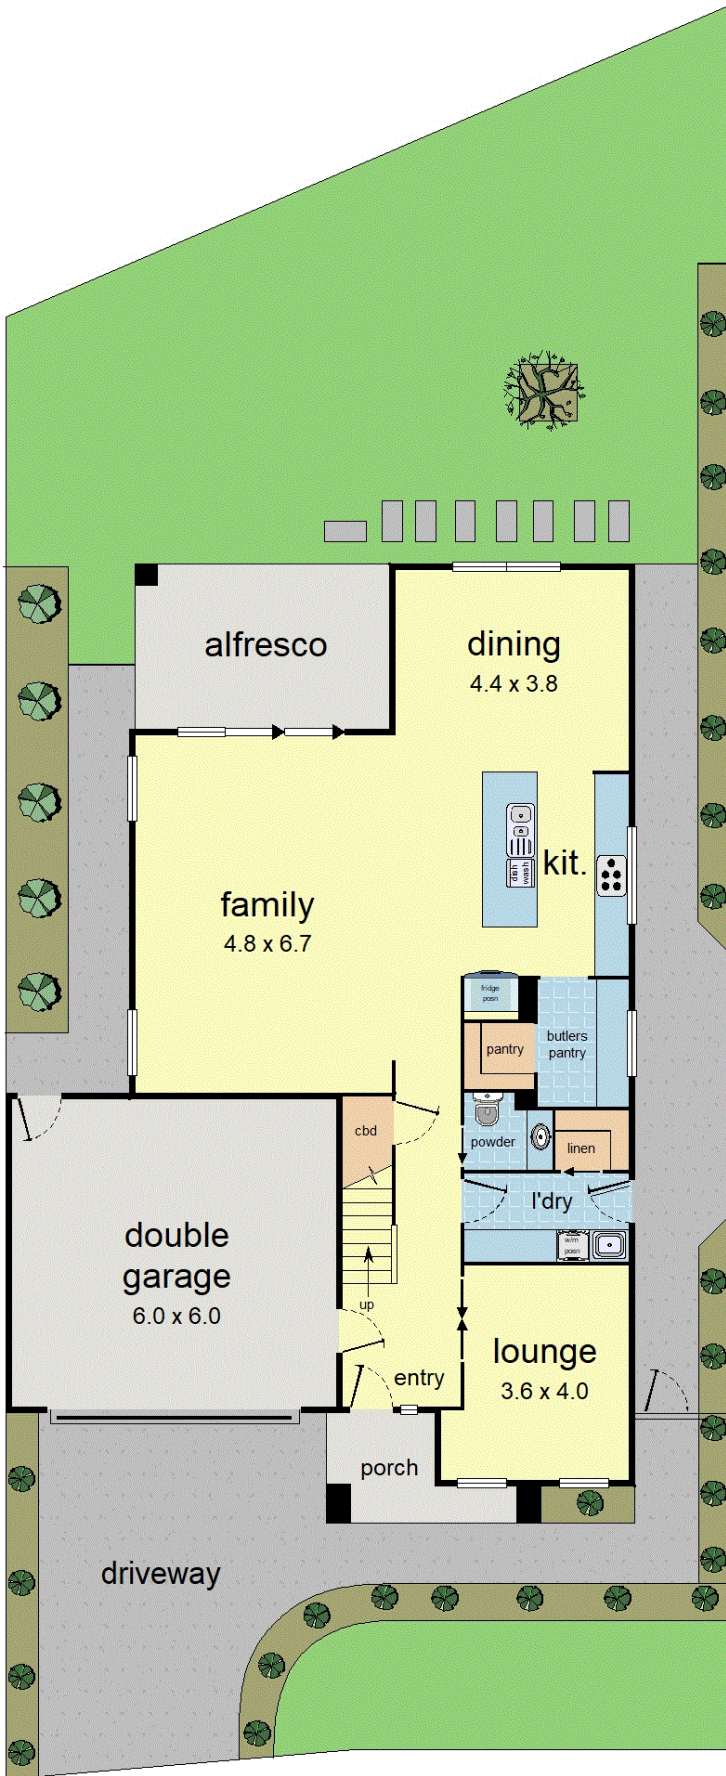 alfresco
dining
4.4 x 3.8
dish
wash
kit.
family
4.8 x 6.7
fridge
posn
butlers
pantry
pantry
cbd
powder
linen
l'dry
w/m
posn
double
garage
6.0 x 6.0
up
lounge
3.6 x 4.0
entry
porch
driveway